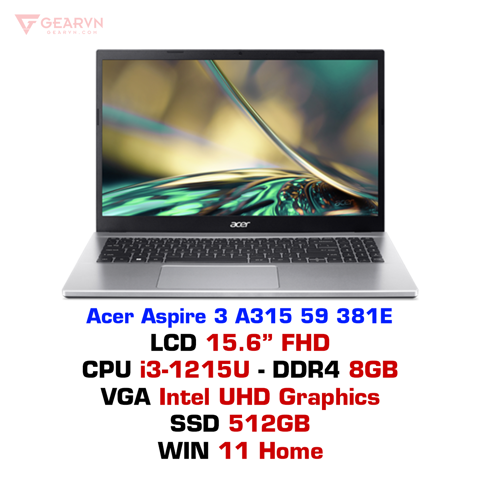 GEARVN
GEARVN.COM
acer
Acer Aspire 3 A315 59 381E
LCD 15.6” FHD
CPU i3-1215U - DDR4 8GB
VGA Intel UHD Graphics
SSD 512GB
WIN 11 Home